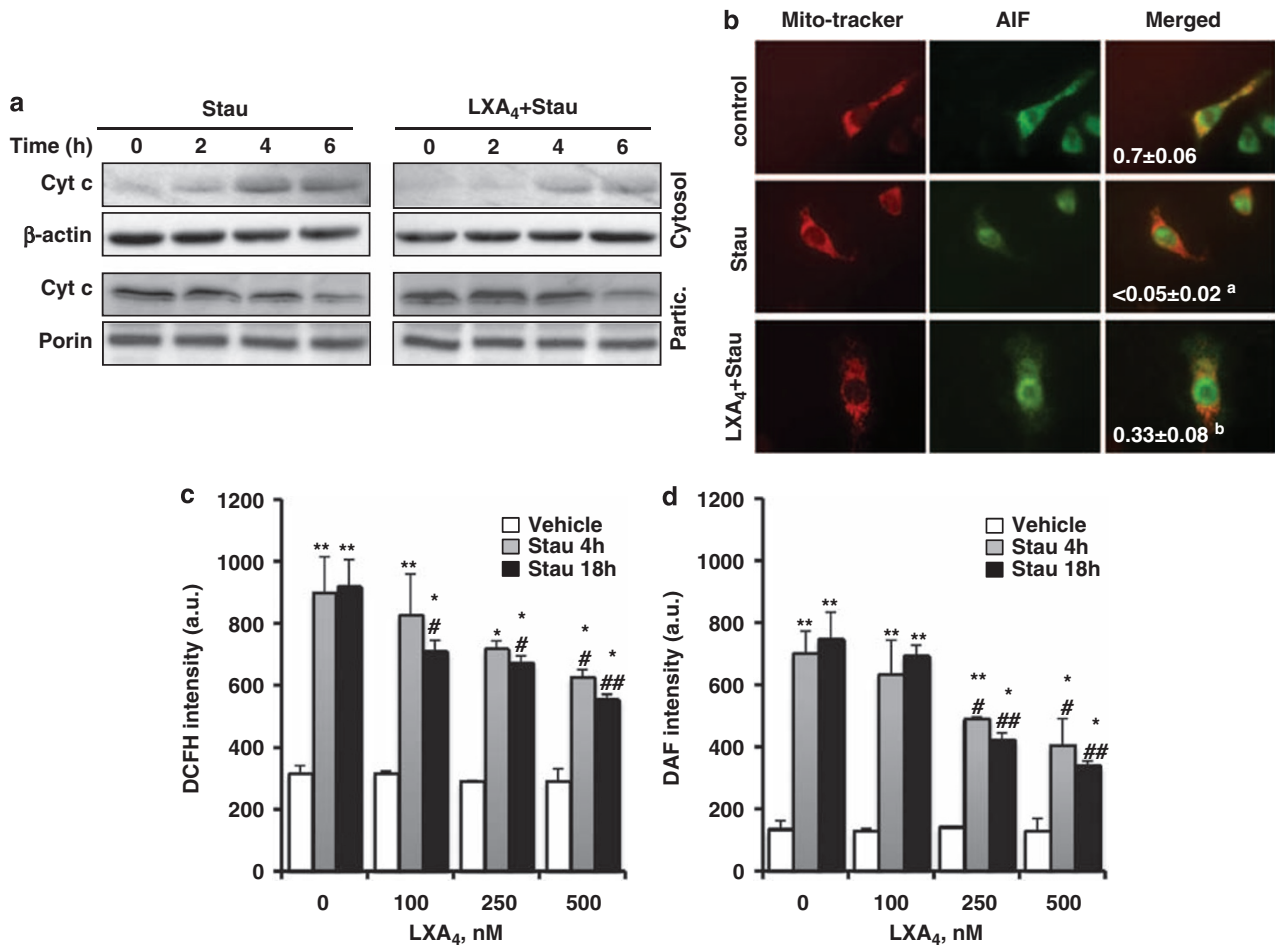 a
Stau LXA4+Stau
Time (h) 0 2 4 6 0 2 4 6
Cyt c
β-actin
Cytosol
Cyt c
Porin
Partic.
b
Mito-tracker AIF Merged
control
0.7±0.06
Stau
<0.05±0.02 a
LXA4+Stau
0.33±0.08 b
c
DCFH intensity (a.u.)
1200
1000
800
600
400
200
0
Vehicle
Stau 4h
Stau 18h
** **
** * #
* * #
* # * ##
0 100 250 500
LXA4, nM
d
DAF intensity (a.u.)
1200
1000
800
600
400
200
0
Vehicle
Stau 4h
Stau 18h
** **
** **
** # * ##
* # * ##
0 100 250 500
LXA4, nM